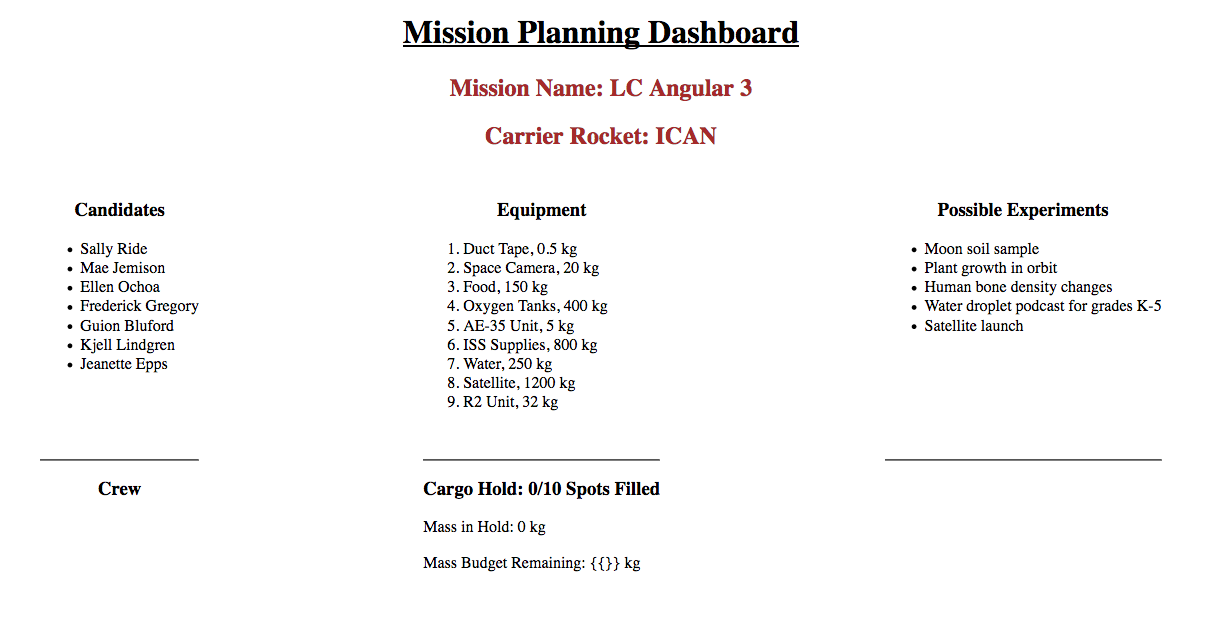 Mission Planning Dashboard
Mission Name: LC Angular 3
Carrier Rocket: ICAN
Candidates
• Sally Ride
• Mae Jemison
• Ellen Ochoa
• Frederick Gregory
• Guion Bluford
• Kjell Lindgren
• Jeanette Epps
Equipment
1. Duct Tape, 0.5 kg
2. Space Camera, 20 kg
3. Food, 150 kg
4. Oxygen Tanks, 400 kg
5. AE-35 Unit, 5 kg
6. ISS Supplies, 800 kg
7. Water, 250 kg
8. Satellite, 1200 kg
9. R2 Unit, 32 kg
Possible Experiments
• Moon soil sample
• Plant growth in orbit
• Human bone density changes
• Water droplet podcast for grades K-5
• Satellite launch
Crew
Cargo Hold: 0/10 Spots Filled
Mass in Hold: 0 kg
Mass Budget Remaining: {{}} kg